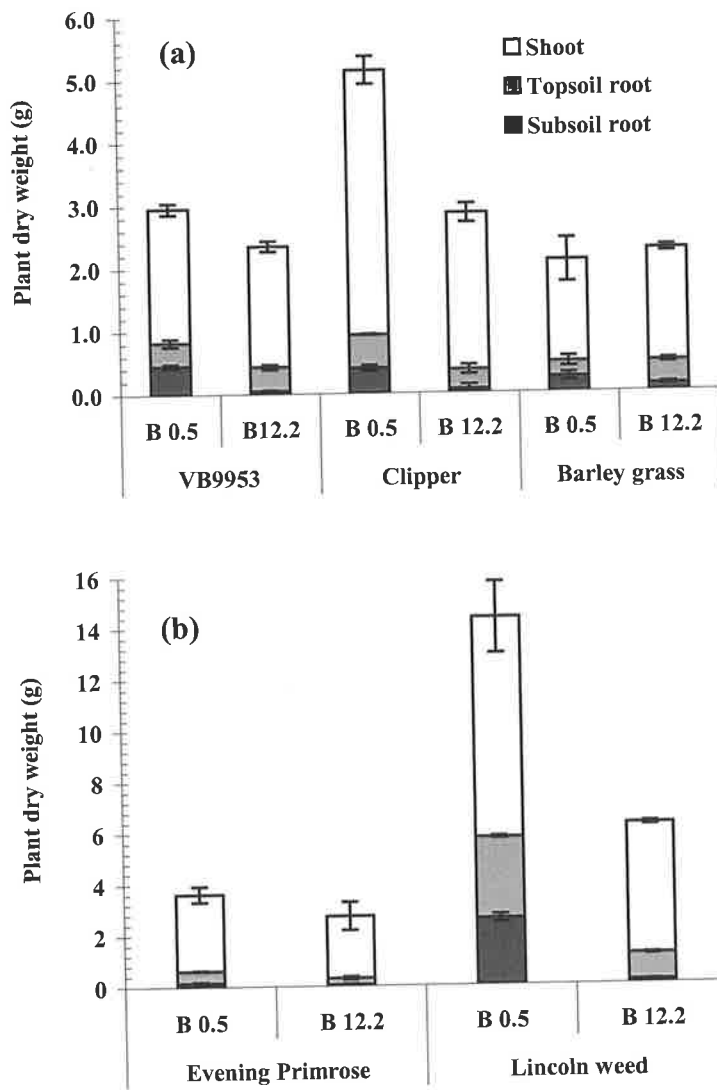 6.0
(a)
Shoot
5.0
Topsoil root
Subsoil root
4.0
3.0
2.0
1.0
0.0
Plant dry weight (g)
B 0.5 B12.2 B 0.5 B 12.2 B 0.5 B 12.2
VB9953 Clipper Barley grass
16
(b)
14
12
10
8
6
4
2
0
Plant dry weight (g)
B 0.5 B 12.2 B 0.5 B 12.2
Evening Primrose Lincoln weed